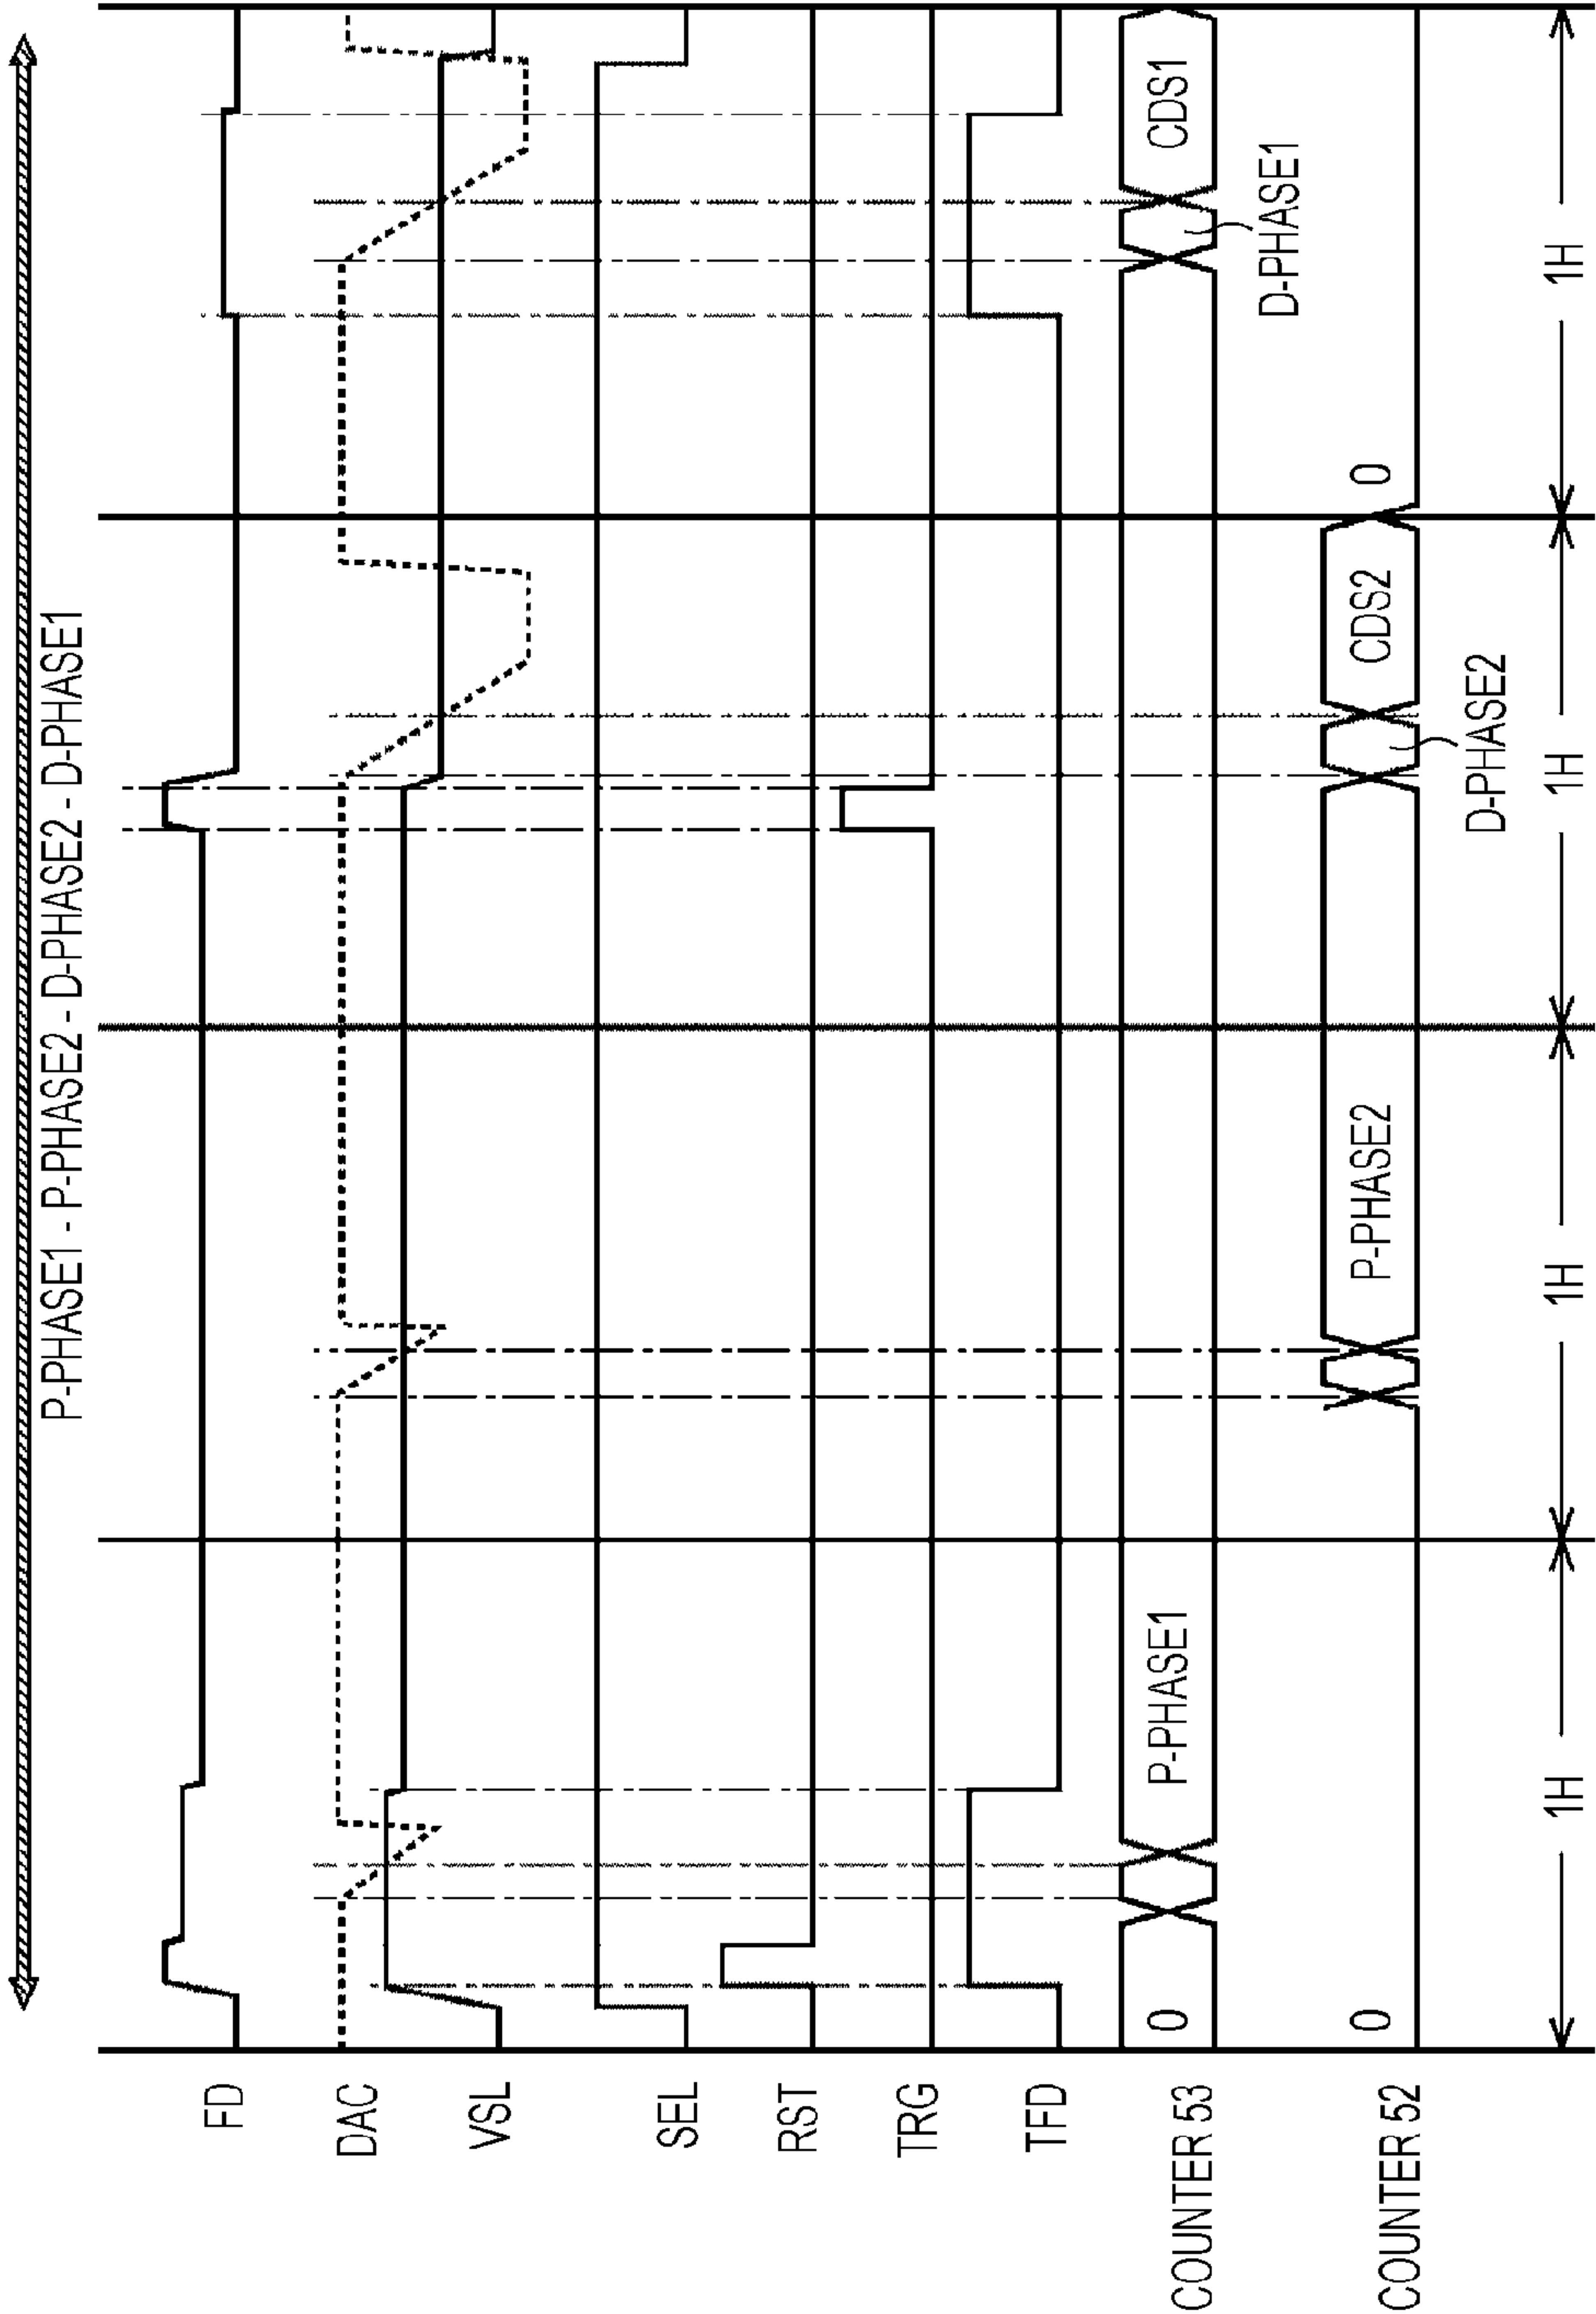 P-PHASE1 - P-PHASE2 - D-PHASE2 - D-PHASE1
FD
DAC
VSL
SEL
RST
TRG
TFD
COUNTER 53
0
P-PHASE1
D-PHASE1
CDS1
COUNTER 52
0
P-PHASE2
D-PHASE2
CDS2
0
1H
1H
1H
1H